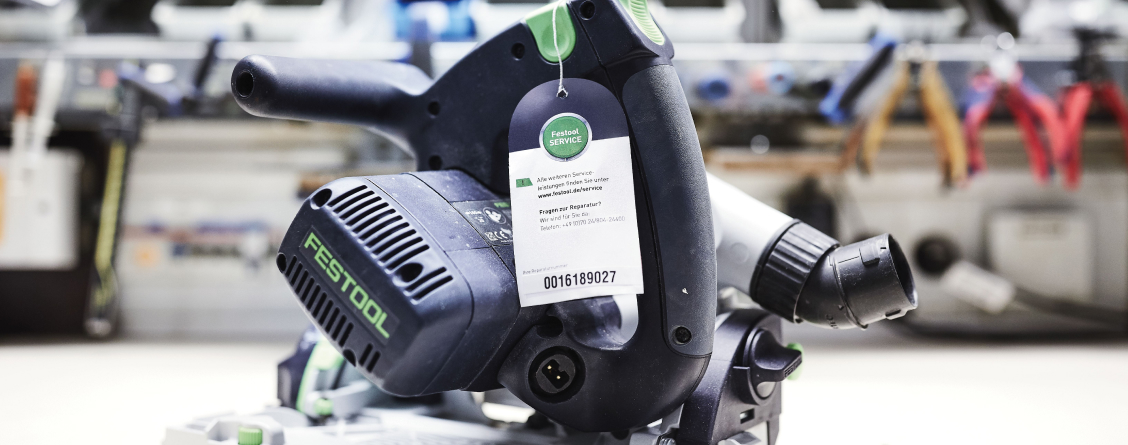 Festool
SERVICE
Alle weiteren Service-
leistungen finden Sie unter
www.festool.de/service
Fragen zur Reparatur?
Wir sind für Sie da:
0016189027
FESTOOL